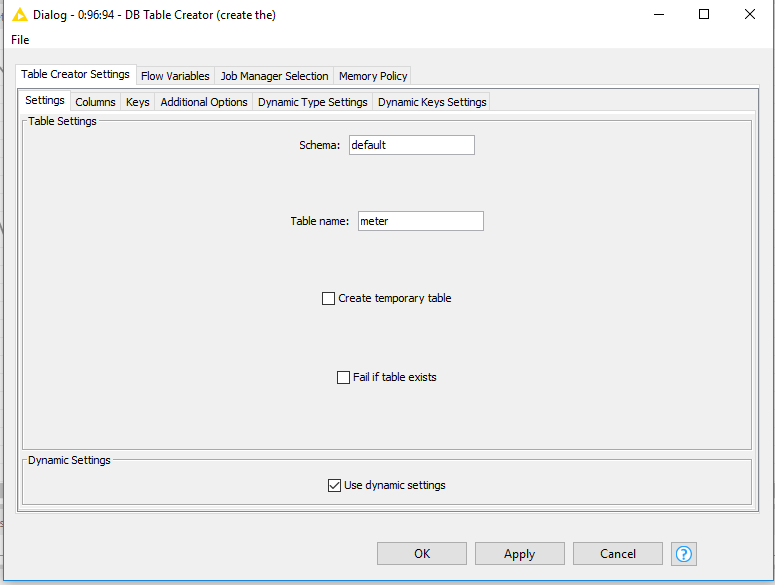 Dialog - 0:96:94 - DB Table Creator (create the)
File
Table Creator Settings Flow Variables Job Manager Selection Memory Policy
Settings Columns Keys Additional Options Dynamic Type Settings Dynamic Keys Settings
Table Settings
Schema: default
Table name: meter
Create temporary table
Fail if table exists
Dynamic Settings
Use dynamic settings
OK Apply Cancel ?